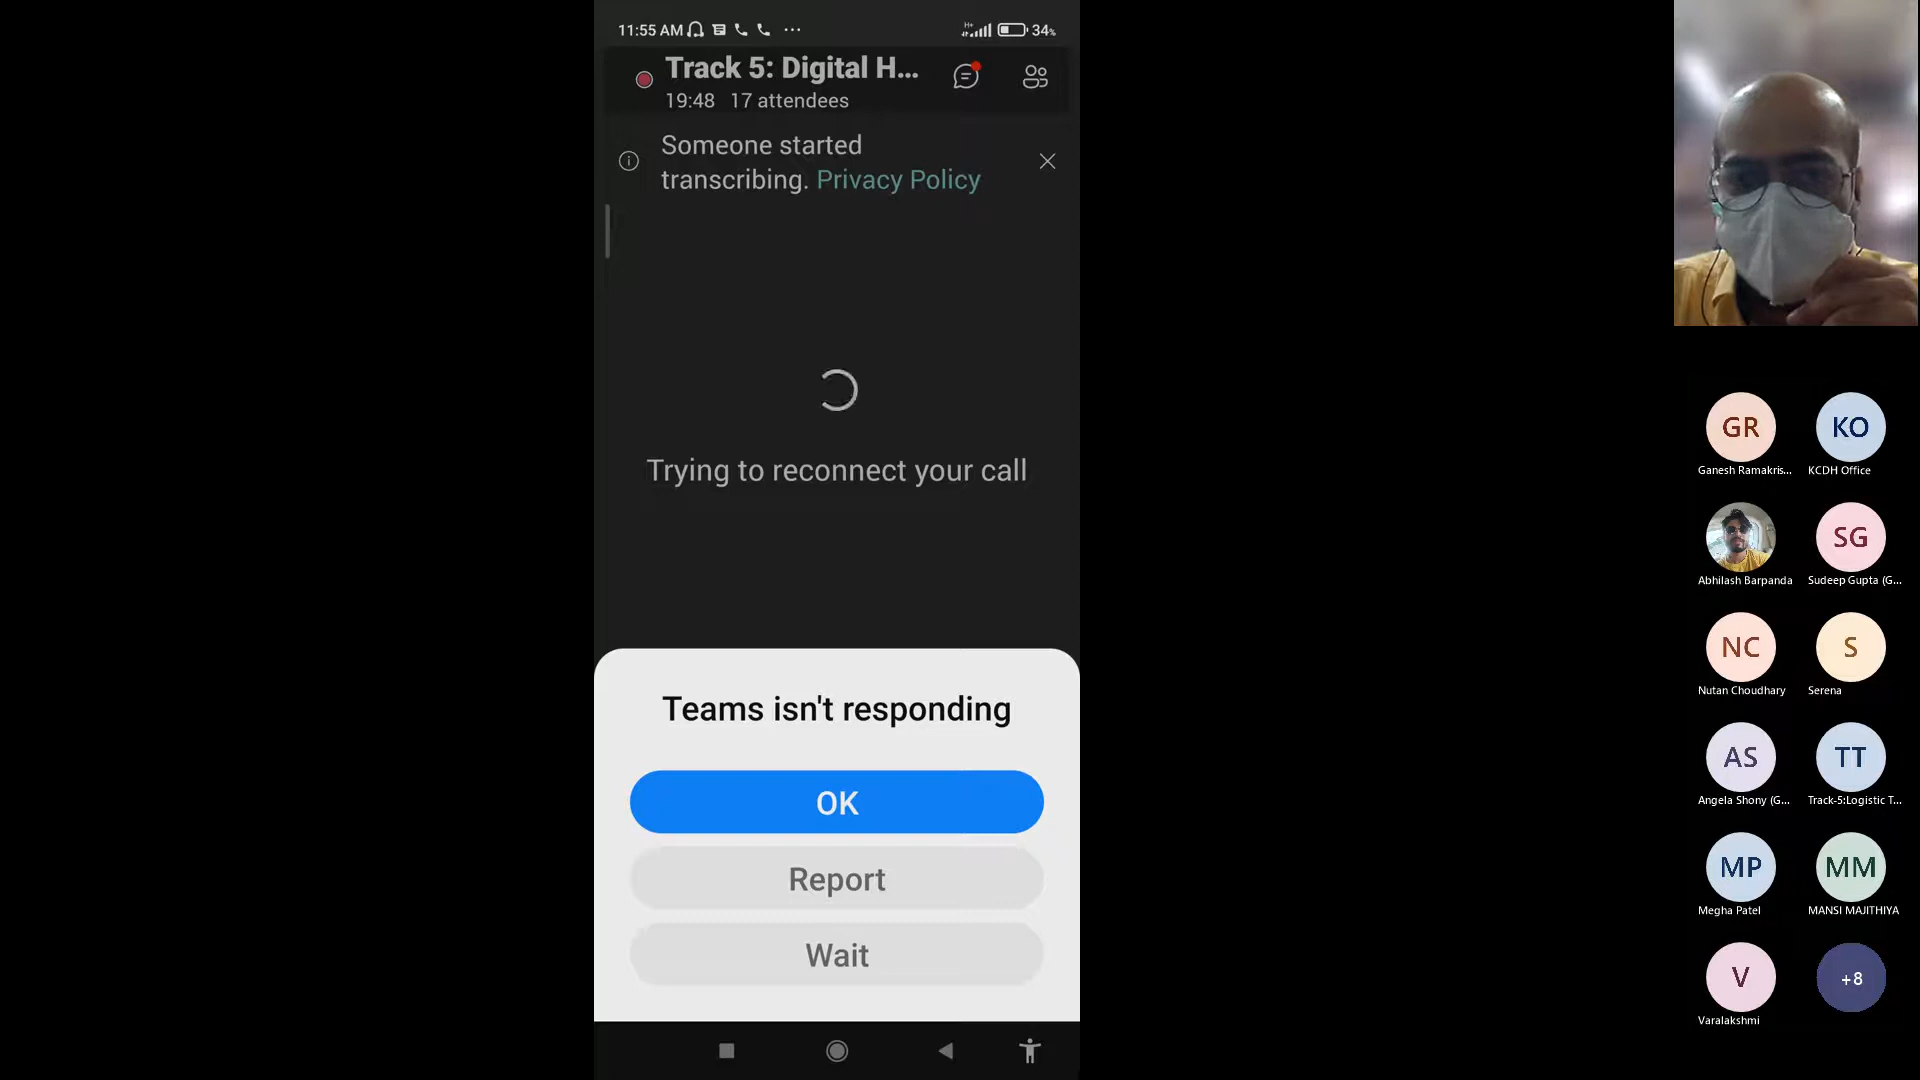 11:55 AM
H+
34%
Track 5: Digital H...
19:48 17 attendees
Someone started
transcribing. Privacy Policy
Trying to reconnect your call
Teams isn't responding
OK
Report
Wait
GR
KO
Ganesh Ramakris...
KCDH Office
SG
Abhilash Barpanda
Sudeep Gupta (G...
NC
S
Nutan Choudhary
Serena
AS
TT
Angela Shony (G...
Track-5:Logistic T...
MP
MM
Megha Patel
MANSI MAJITHIYA
V
+8
Varalakshmi